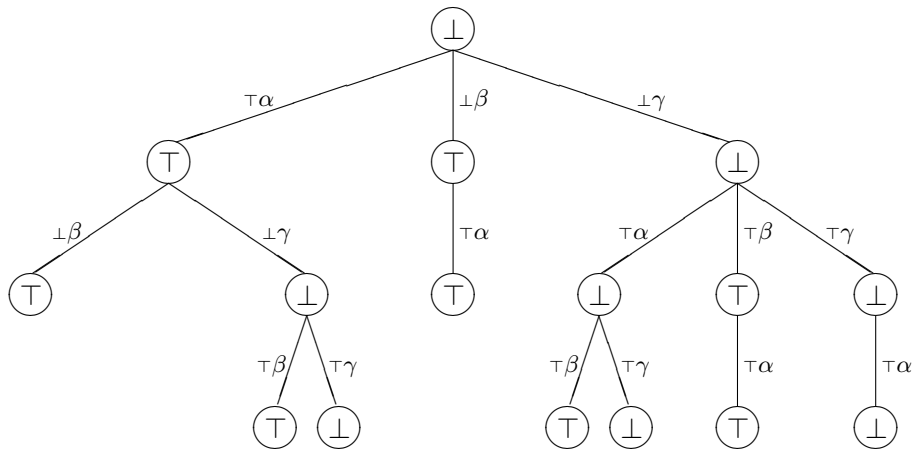 ⊥
⊤α ⊥β ⊥γ
⊤ ⊤ ⊥
⊥β ⊥γ ⊤α ⊤α ⊤β ⊤γ
⊤ ⊥ ⊤ ⊥ ⊤ ⊥
⊤β ⊤γ ⊤β ⊤γ ⊤α ⊤α
⊤ ⊥ ⊤ ⊥ ⊤ ⊥